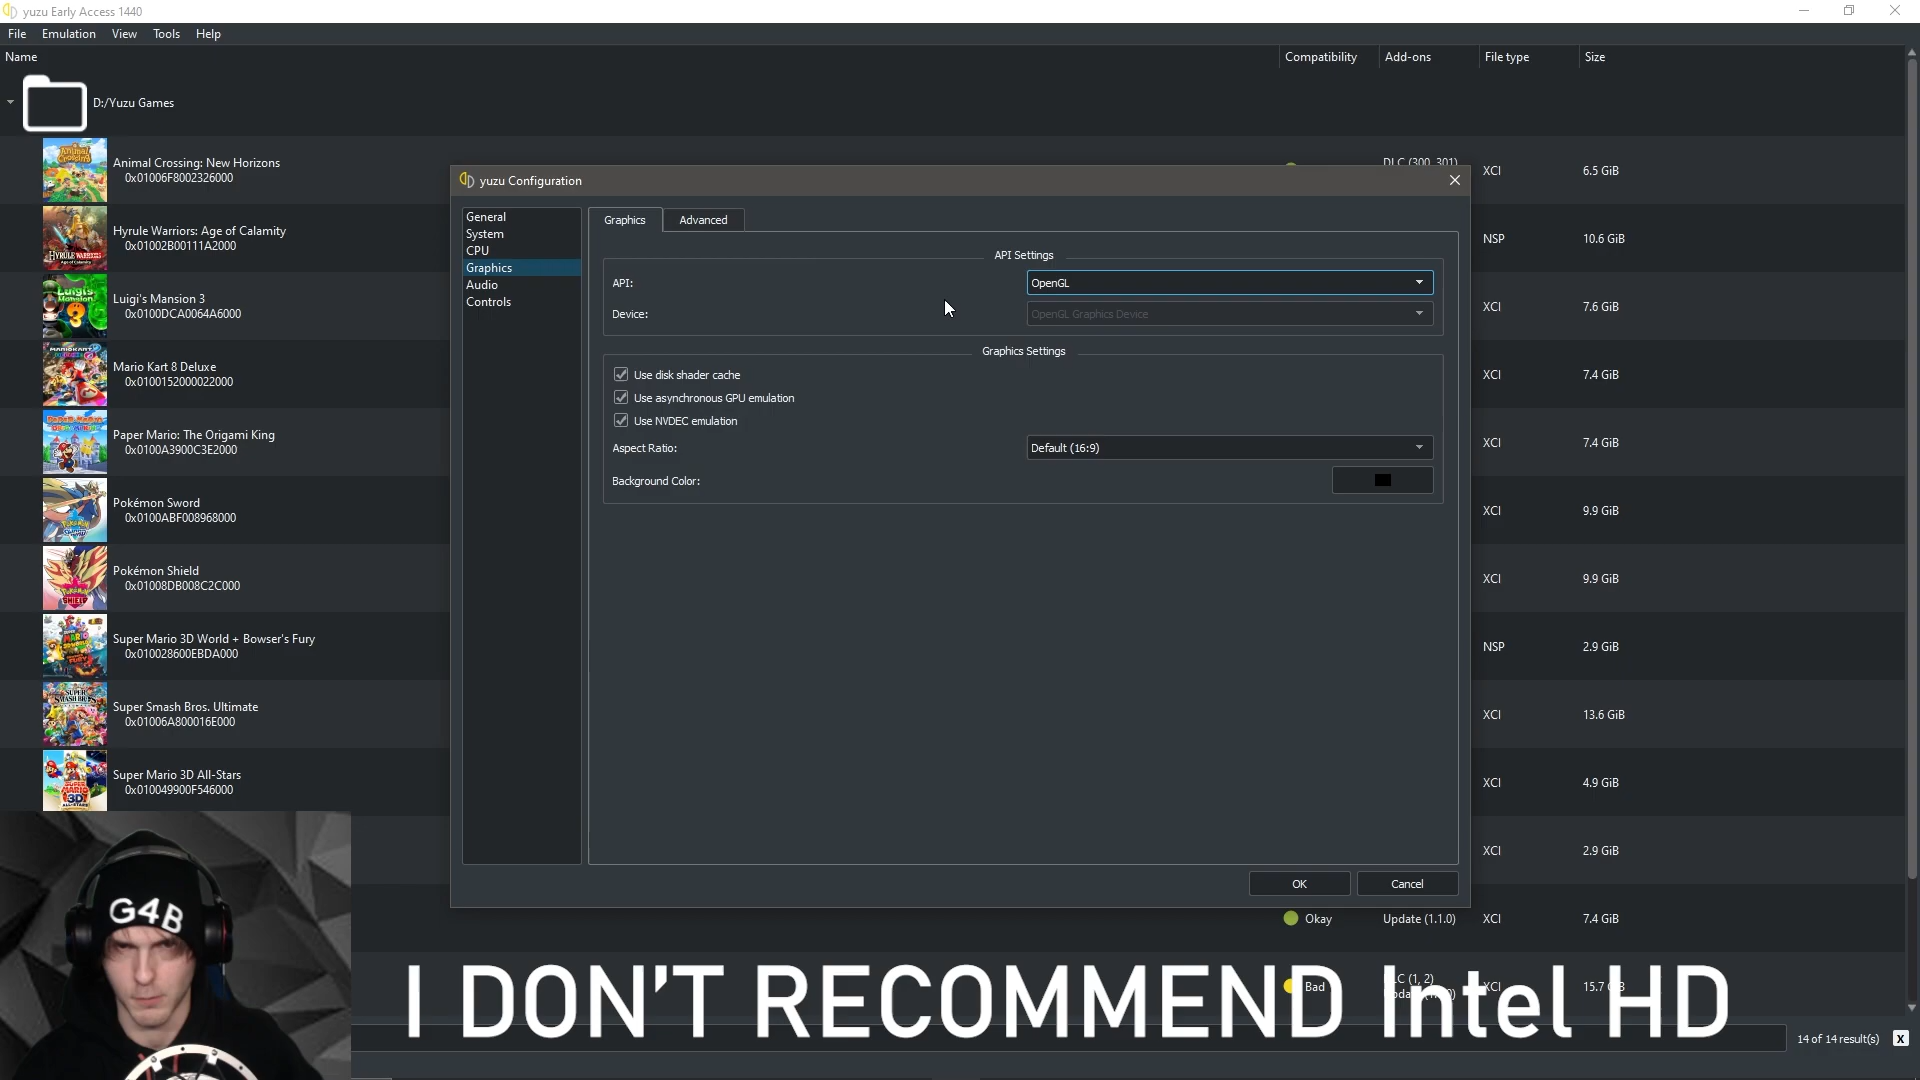 yuzu Early Access 1440
File Emulation View Tools Help
Name Compatibility Add-ons File type Size
D:/Yuzu Games
Animal Crossing: New Horizons
0x01006F8002326000
DLC (300, 301)
XCI 6.5 GiB
Hyrule Warriors: Age of Calamity
0x01002B00111A2000
NSP 10.6 GiB
Luigi's Mansion 3
0x0100DCA0064A6000
XCI 7.6 GiB
Mario Kart 8 Deluxe
0x0100152000022000
XCI 7.4 GiB
Paper Mario: The Origami King
0x0100A3900C3E2000
XCI 7.4 GiB
Pokémon Sword
0x0100ABF008968000
XCI 9.9 GiB
Pokémon Shield
0x01008DB008C2C000
XCI 9.9 GiB
Super Mario 3D World + Bowser's Fury
0x010028600EBDA000
NSP 2.9 GiB
Super Smash Bros. Ultimate
0x01006A800016E000
XCI 13.6 GiB
Super Mario 3D All-Stars
0x010049900F546000
XCI 4.9 GiB
XCI 2.9 GiB
Okay Update (1.1.0) XCI 7.4 GiB
Bad
yuzu Configuration
General
System
CPU
Graphics
Audio
Controls
Graphics Advanced
API Settings
API: OpenGL
Device: OpenGL Graphics Device
Graphics Settings
Use disk shader cache
Use asynchronous GPU emulation
Use NVDEC emulation
Aspect Ratio: Default (16:9)
Background Color:
OK Cancel
G4B
I DON'T RECOMMEND Intel HD
14 of 14 result(s) X